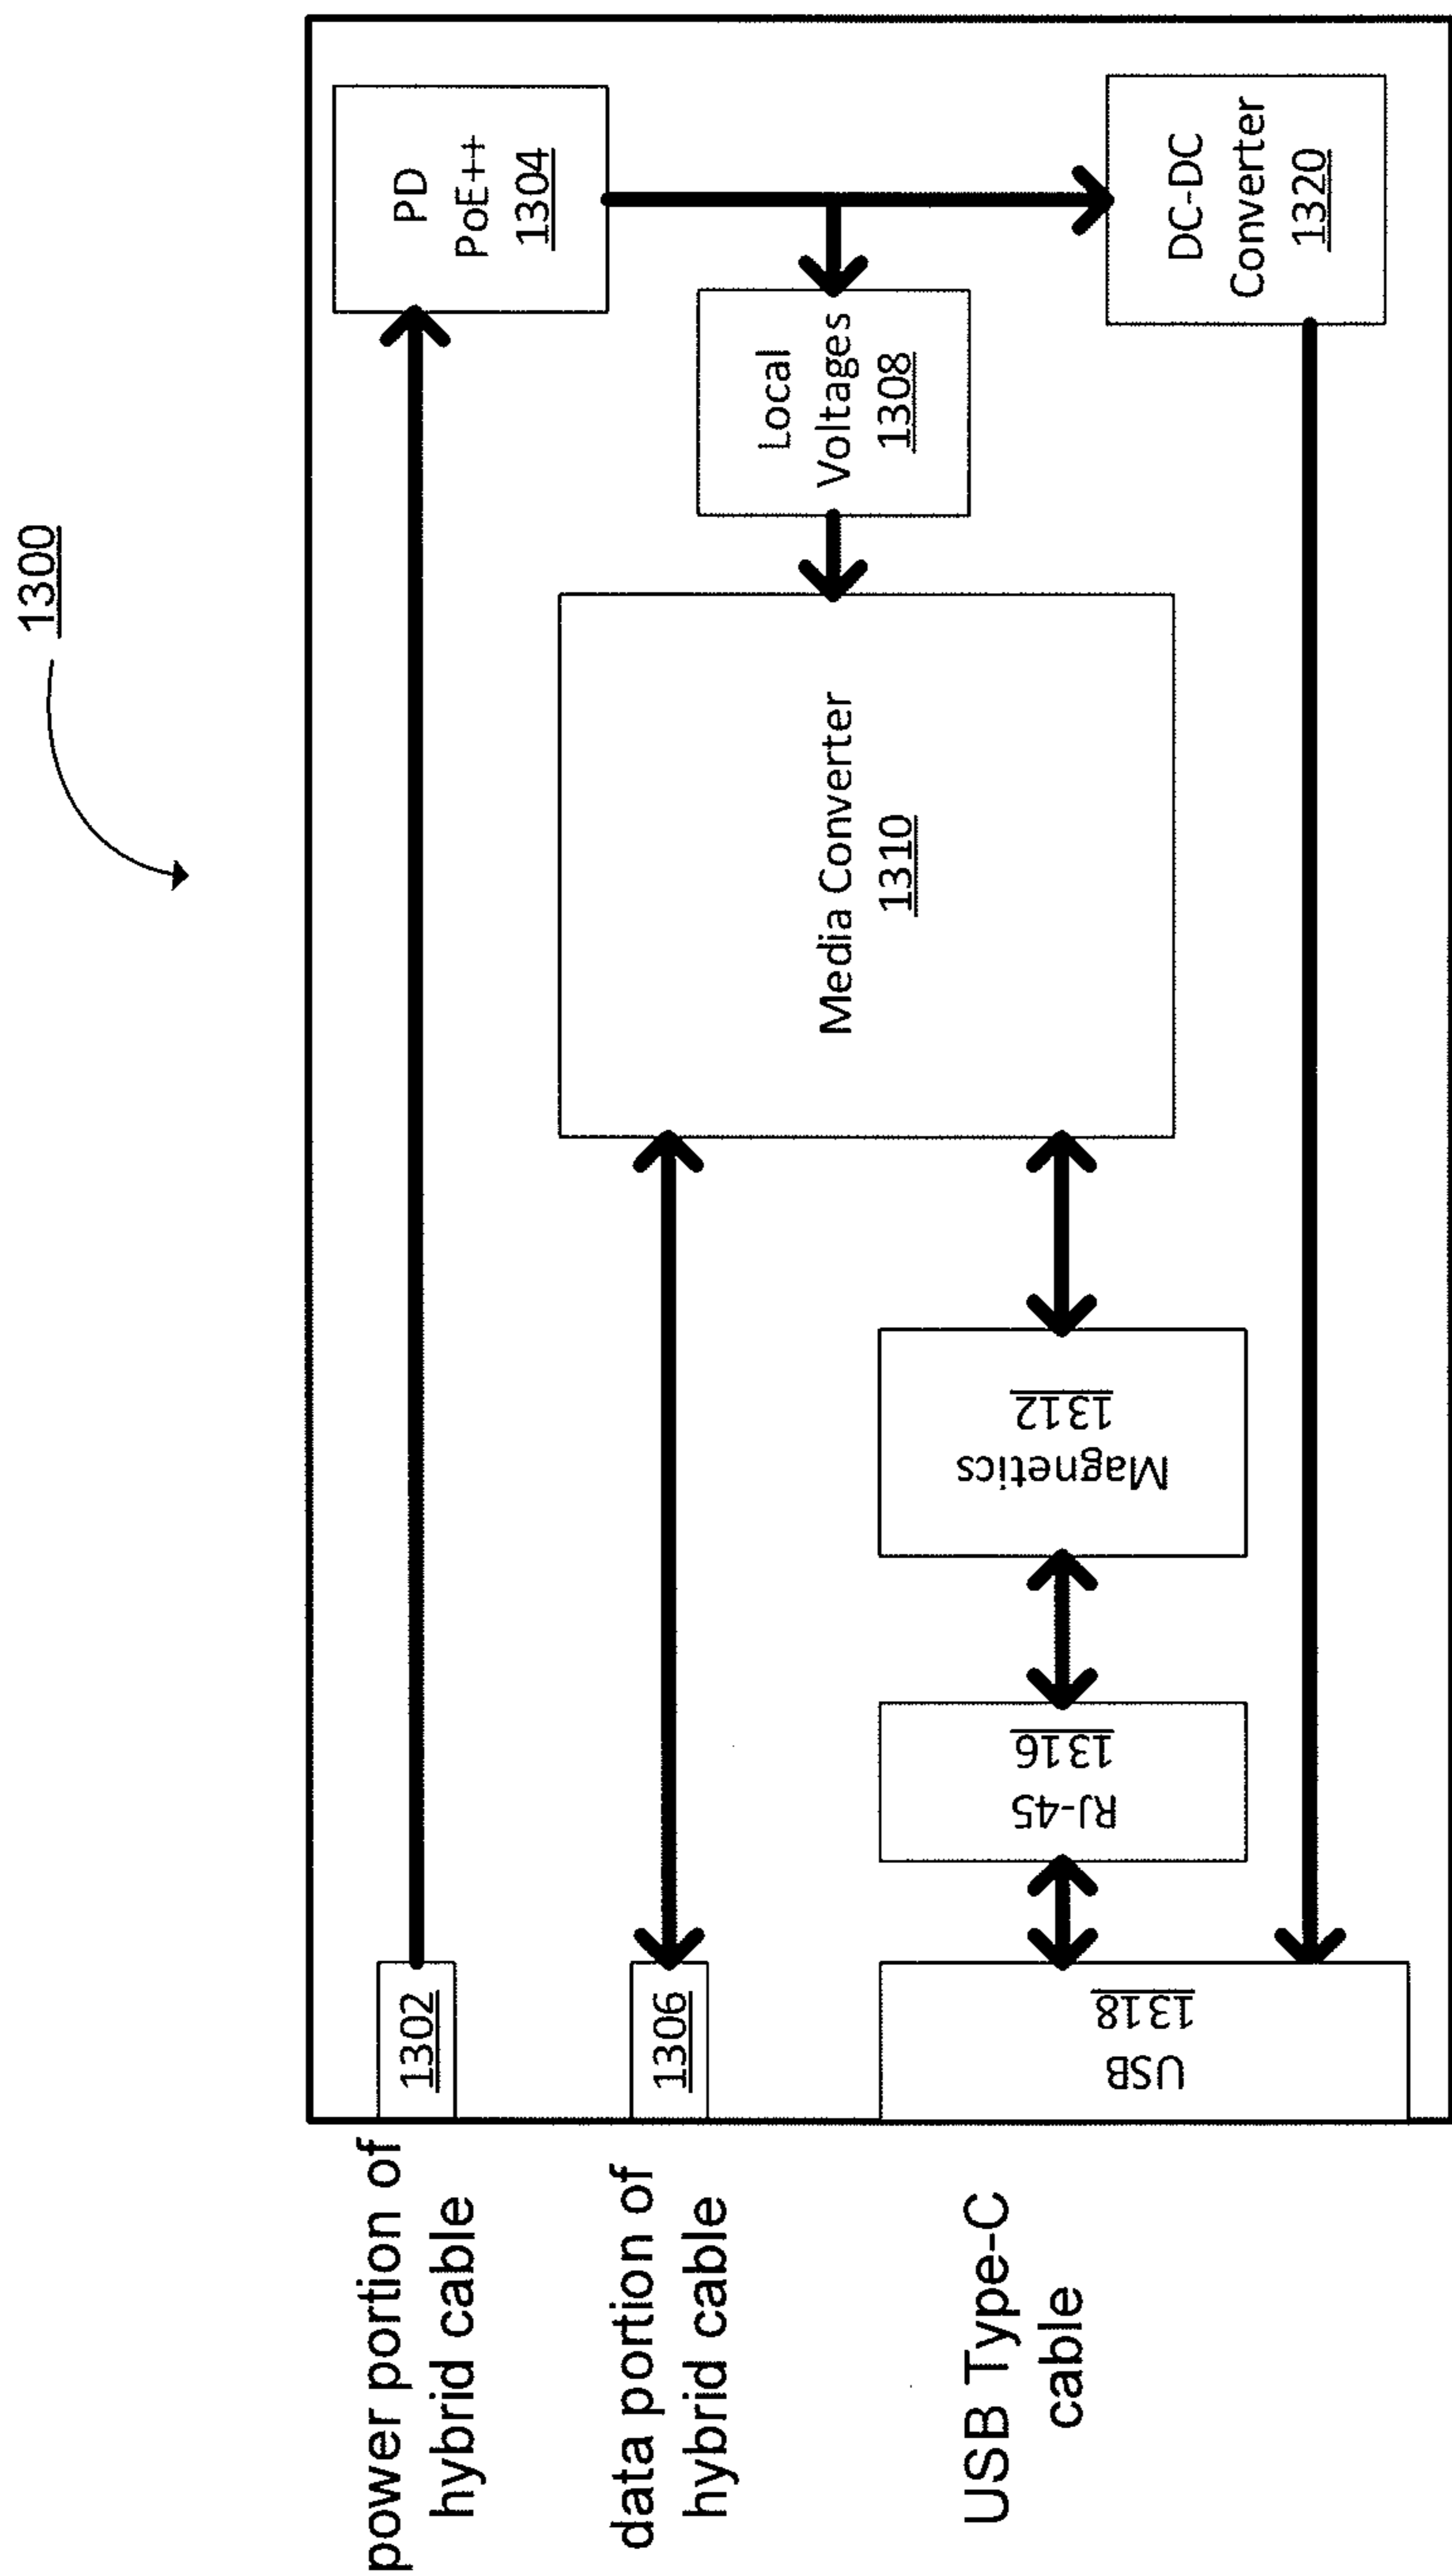 1300
power portion of
hybrid cable
1302
PD
PoE++
1304
data portion of
hybrid cable
1306
Local
Voltages
1308
Media Converter
1310
Magnetics
1312
RJ-45
1316
USB Type-C
cable
USB
1318
DC-DC
Converter
1320